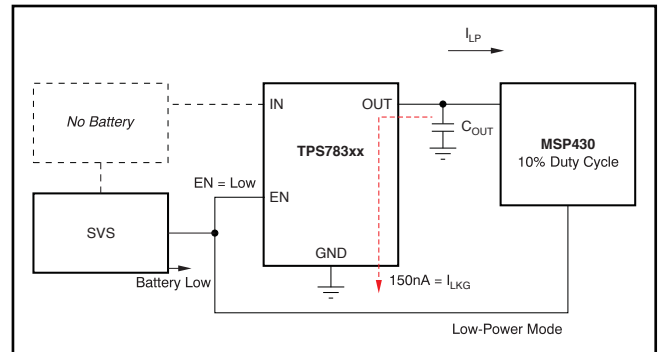 I_LP
No Battery
IN
OUT
C_OUT
TPS783xx
MSP430
10% Duty Cycle
EN = Low
EN
SVS
GND
Battery Low
150nA = I_LKG
Low-Power Mode